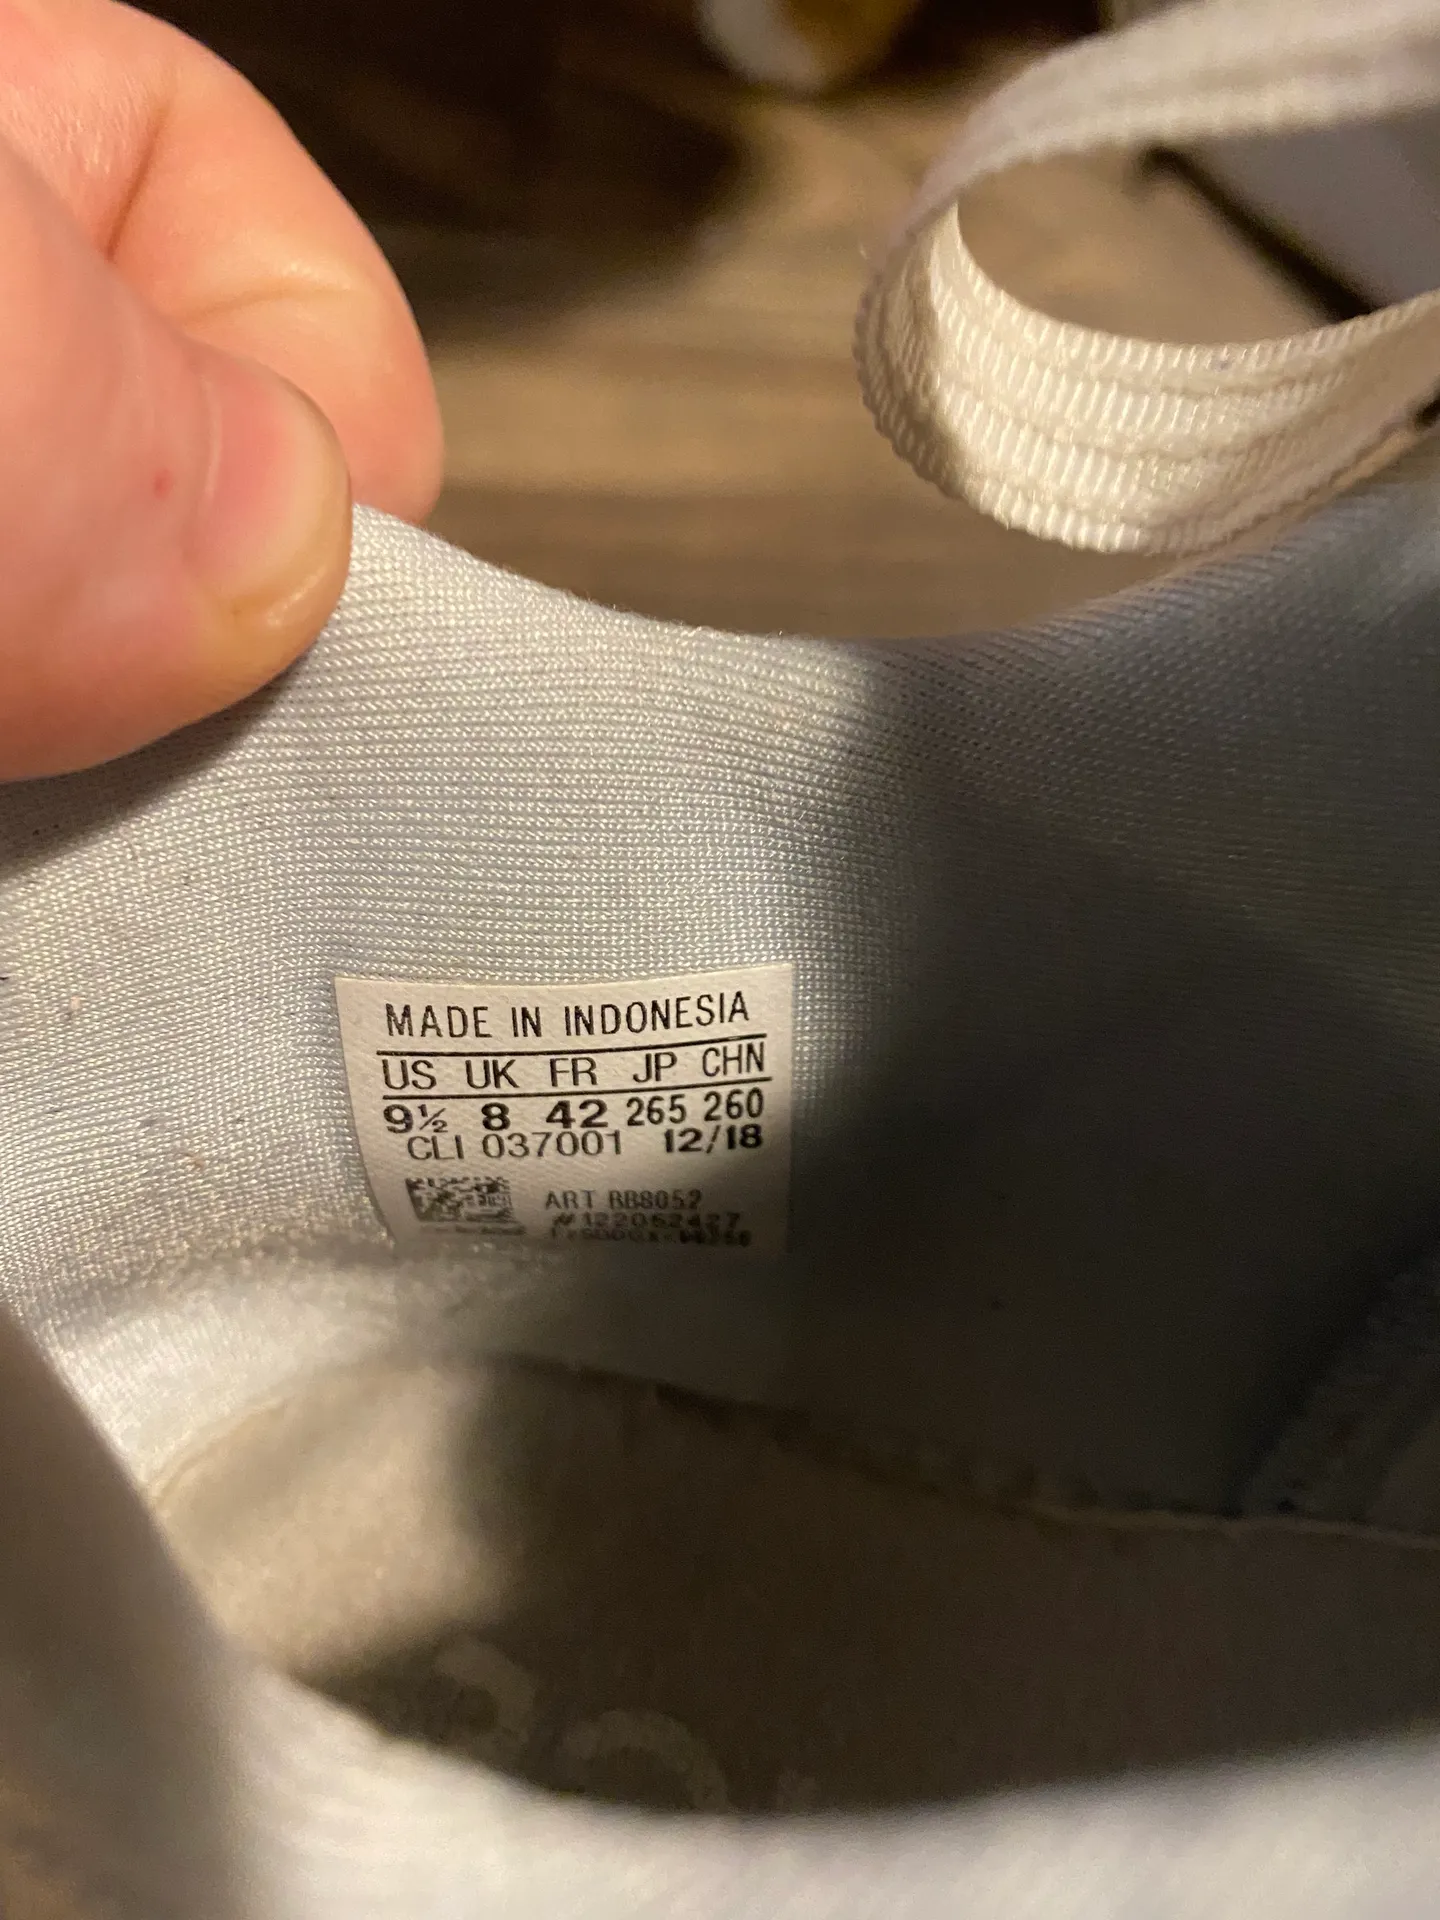 MADE IN INDONESIA
US UK FR JP CHN
9½ 8 42 265 260
CLI 037001 12/18
ART BB8052
#122052427